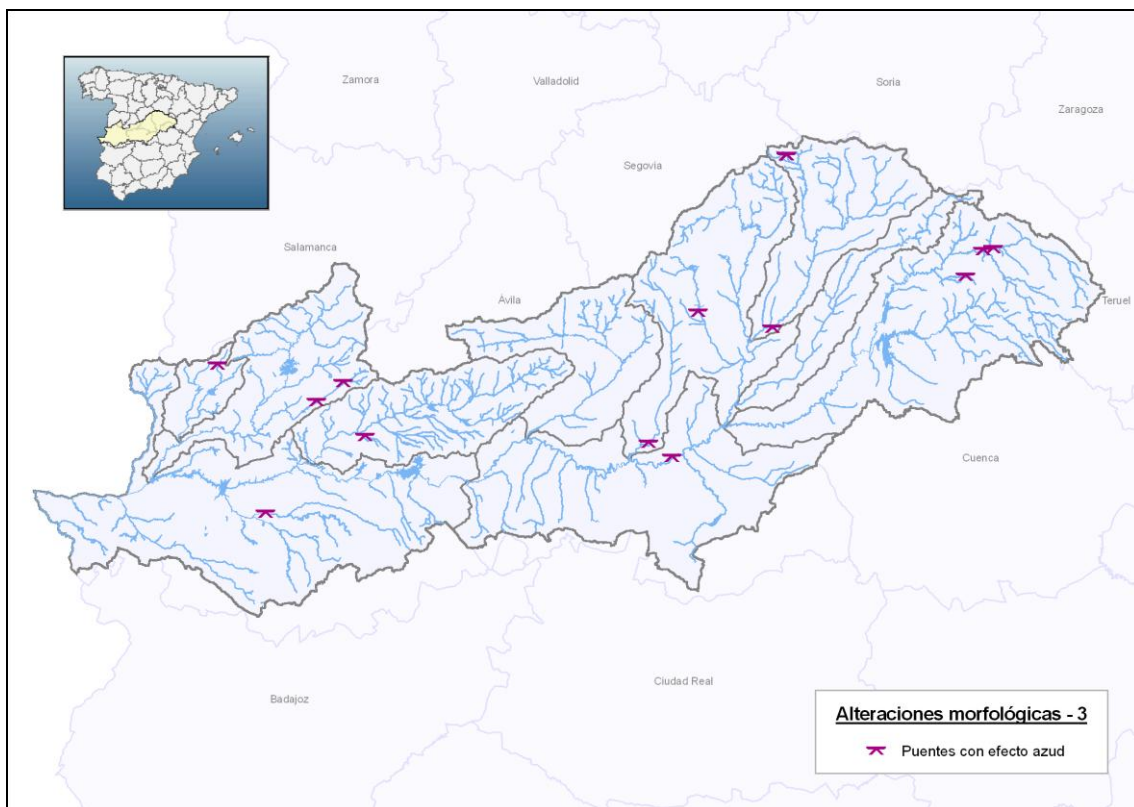 Zamora
Valladolid
Soria
Zaragoza
Segovia
Salamanca
Ávila
Teruel
Cuenca
Ciudad Real
Badajoz
Alteraciones morfológicas - 3
Puentes con efecto azud